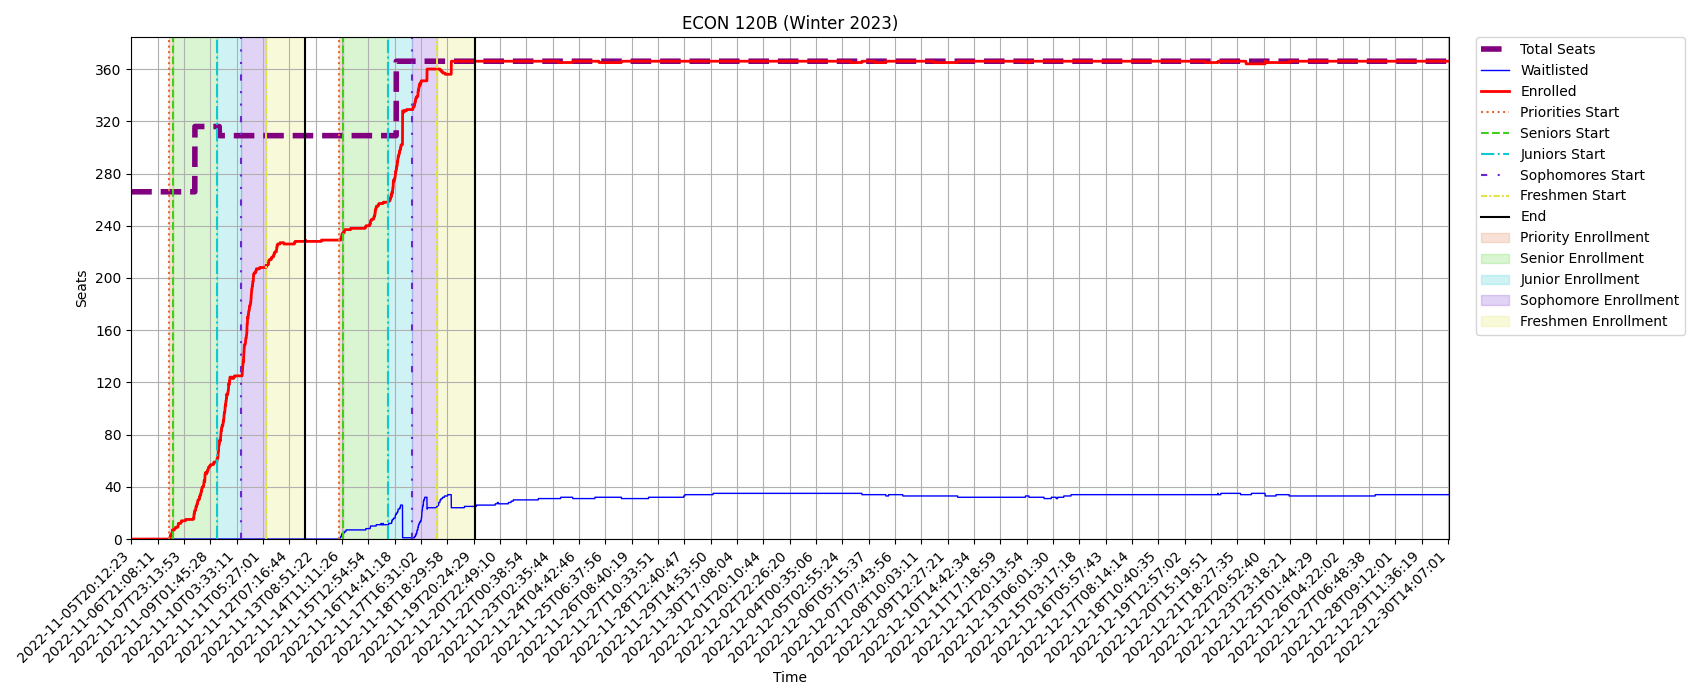 ECON 120B (Winter 2023)
Seats
360
320
280
240
200
160
120
80
40
0
2022-11-05T20:12:23
2022-11-06T21:08:11
2022-11-07T23:13:53
2022-11-09T01:45:28
2022-11-10T03:33:11
2022-11-11T05:27:01
2022-11-12T07:16:44
2022-11-13T08:51:22
2022-11-14T11:11:26
2022-11-15T12:54:54
2022-11-16T14:41:18
2022-11-17T16:31:02
2022-11-18T18:29:58
2022-11-19T20:24:29
2022-11-20T22:49:10
2022-11-22T00:38:54
2022-11-23T02:35:44
2022-11-24T04:42:46
2022-11-25T06:37:56
2022-11-26T08:40:19
2022-11-27T10:33:51
2022-11-28T12:40:47
2022-11-29T14:53:50
2022-11-30T17:08:04
2022-12-01T20:10:44
2022-12-02T22:26:20
2022-12-04T00:35:06
2022-12-05T02:55:24
2022-12-06T05:15:37
2022-12-07T07:43:56
2022-12-08T10:03:11
2022-12-09T12:27:21
2022-12-10T14:42:34
2022-12-11T17:18:59
2022-12-12T20:13:54
2022-12-13T06:01:30
2022-12-15T03:17:18
2022-12-16T05:57:43
2022-12-17T08:14:14
2022-12-18T10:40:35
2022-12-19T12:57:02
2022-12-20T15:19:51
2022-12-21T18:27:35
2022-12-22T20:52:40
2022-12-23T23:18:21
2022-12-25T01:44:29
2022-12-26T04:22:02
2022-12-27T06:48:38
2022-12-28T09:12:01
2022-12-29T11:36:19
2022-12-30T14:07:01
Time
Total Seats
Waitlisted
Enrolled
Priorities Start
Seniors Start
Juniors Start
Sophomores Start
Freshmen Start
End
Priority Enrollment
Senior Enrollment
Junior Enrollment
Sophomore Enrollment
Freshmen Enrollment